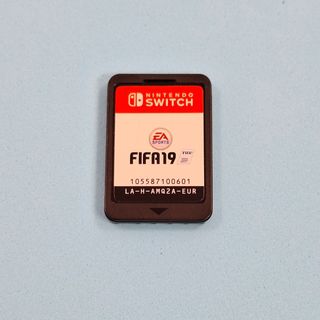 NINTENDO
SWITCH
EA
SPORTS
FIFA19
105587100601
LA-H-AMQ2A-EUR